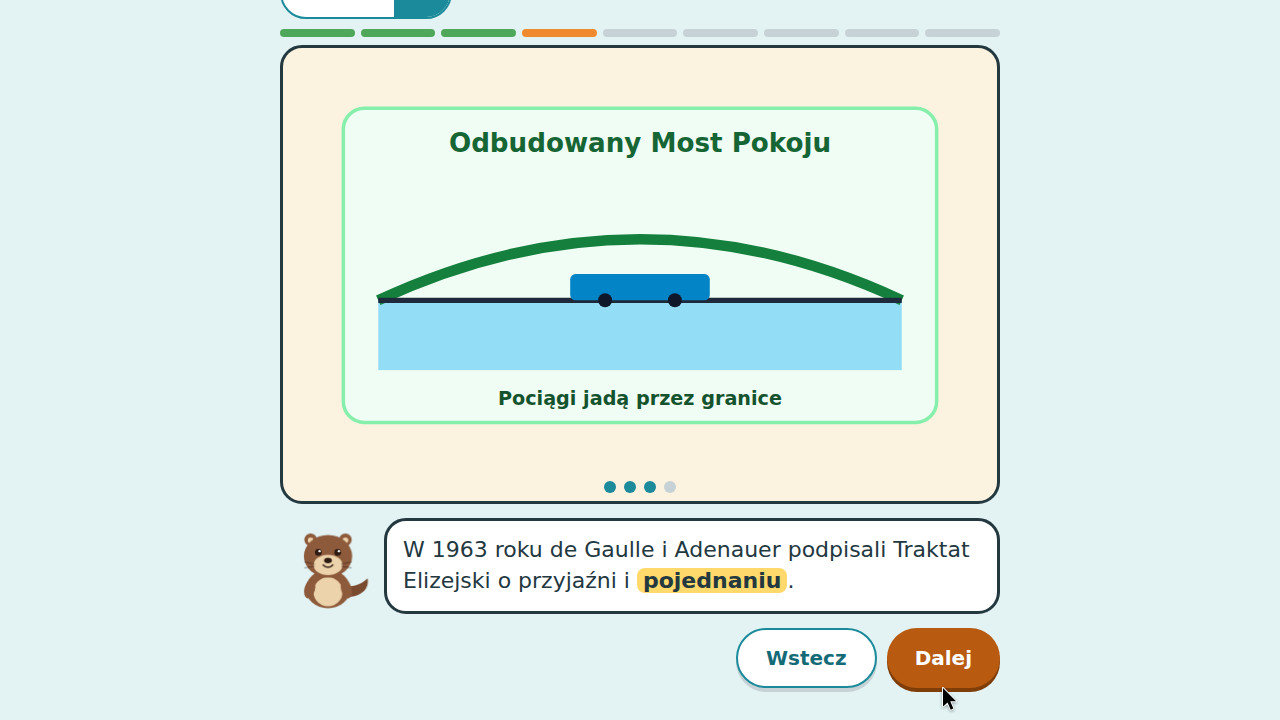 Odbudowany Most Pokoju
Pociągi jadą przez granice
W 1963 roku de Gaulle i Adenauer podpisali Traktat
Elizejski o przyjaźni i pojednaniu.
Wstecz
Dalej